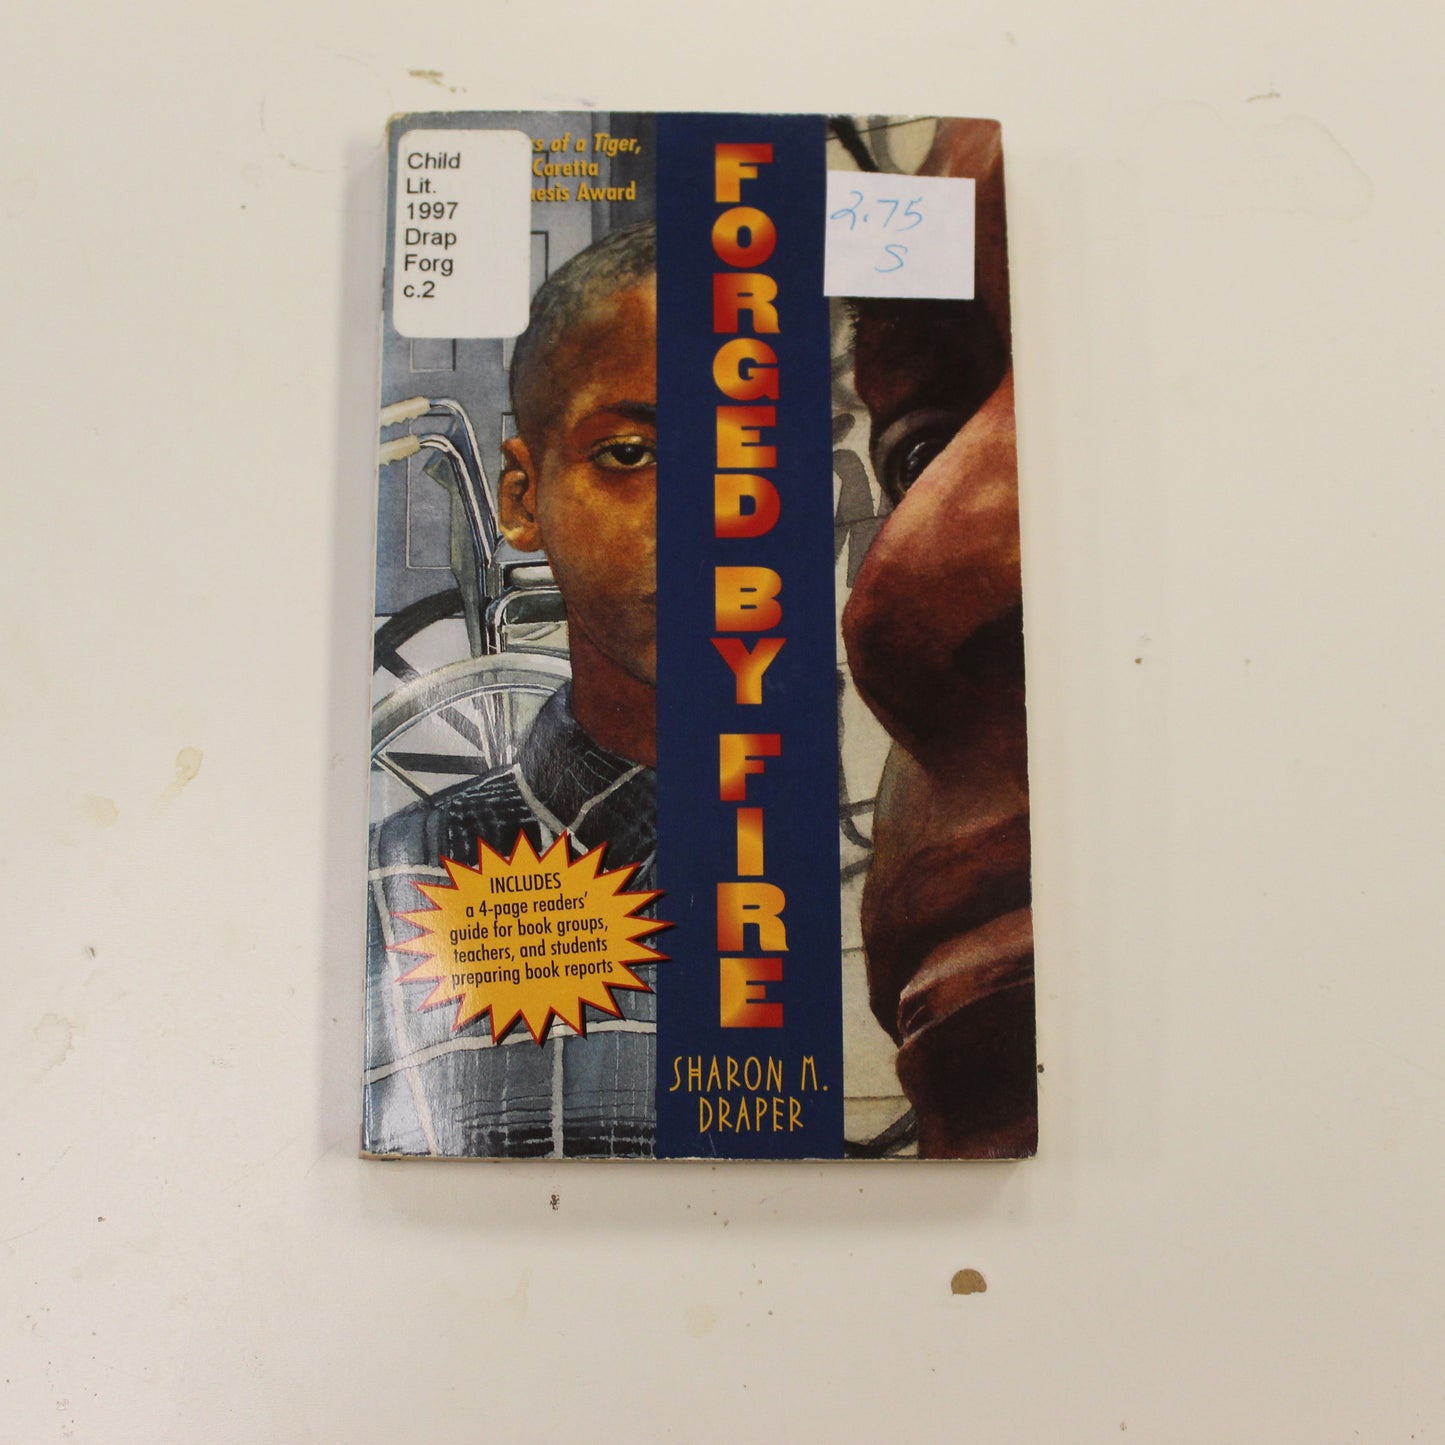 Child
Lit.
1997
Drap
Forg
c.2
of a Tiger,
Coretta
Award
2.75
S
FORGED BY FIRE
INCLUDES
a 4-page readers'
guide for book groups,
teachers, and students
preparing book reports
SHARON M.
DRAPER